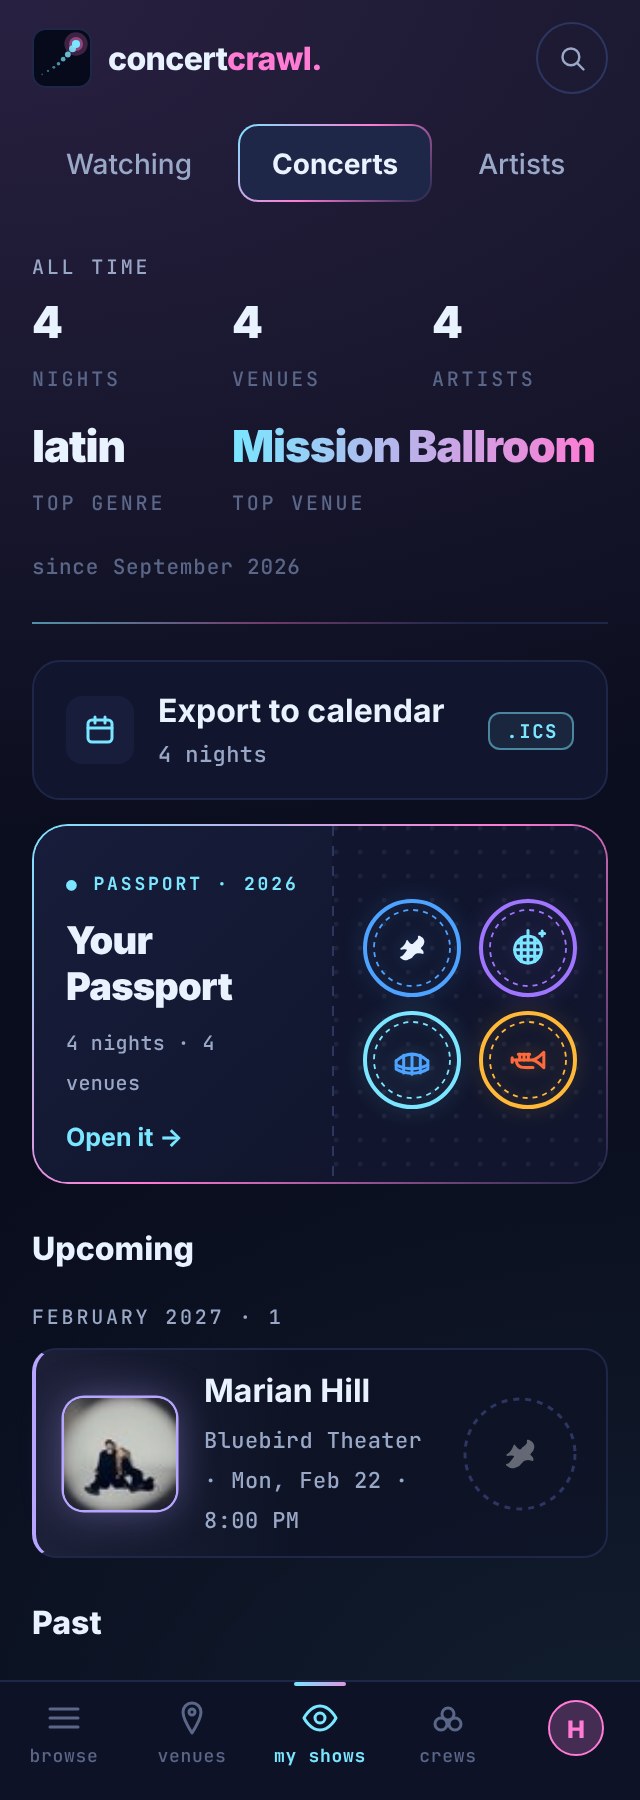 concertcrawl.
Watching Concerts Artists
ALL TIME
4 4 4
NIGHTS VENUES ARTISTS
latin Mission Ballroom
TOP GENRE TOP VENUE
since September 2026
Export to calendar
4 nights
.ICS
PASSPORT · 2026
Your
Passport
4 nights · 4
venues
Open it →
Upcoming
FEBRUARY 2027 · 1
Marian Hill
Bluebird Theater
· Mon, Feb 22 ·
8:00 PM
Past
browse venues my shows crews H